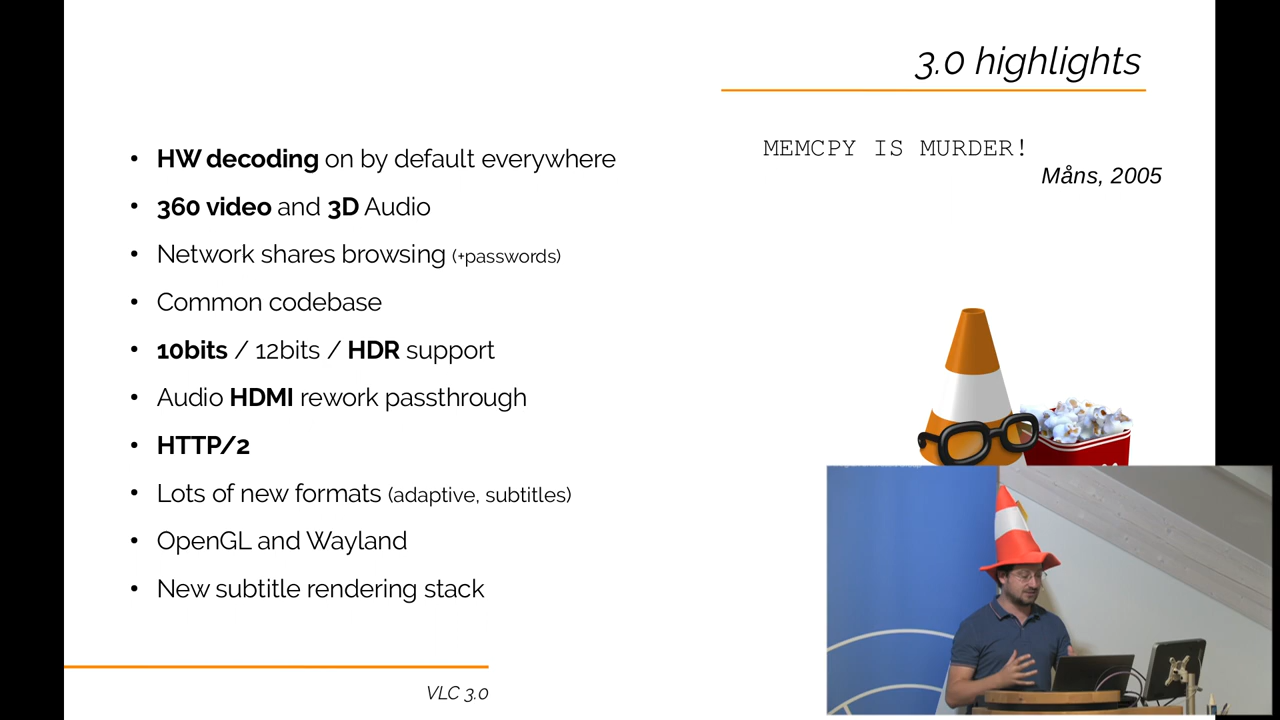 3.0 highlights
• HW decoding on by default everywhere
• 360 video and 3D Audio
• Network shares browsing (+passwords)
• Common codebase
• 10bits / 12bits / HDR support
• Audio HDMI rework passthrough
• HTTP/2
• Lots of new formats (adaptive, subtitles)
• OpenGL and Wayland
• New subtitle rendering stack
MEMCPY IS MURDER!
Måns, 2005
VLC 3.0